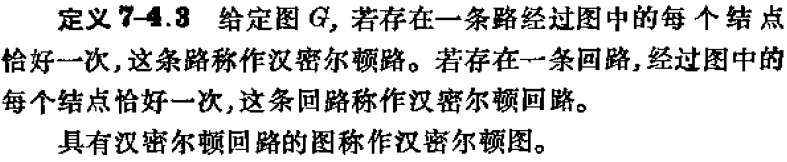 定义7-4.3 给定图G,若存在一条路经过图中的每个结点
恰好一次,这条路称作汉密尔顿路。若存在一条回路,经过图中的
每个结点恰好一次,这条回路称作汉密尔顿回路。
具有汉密尔顿回路的图称作汉密尔顿图。